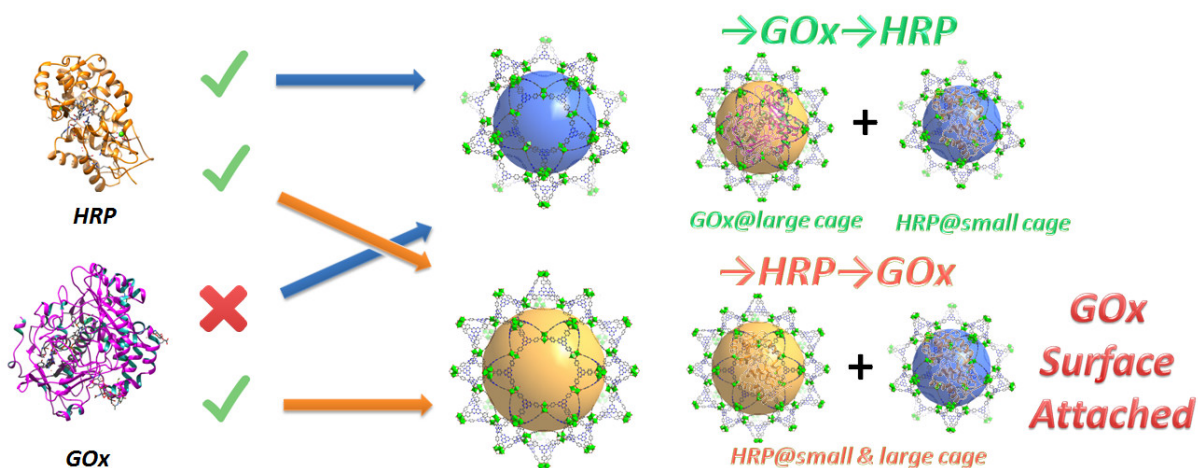 →GOx→HRP
HRP
+
GOx@large cage
HRP@small cage
→HRP→GOx
GOx
Surface
Attached
+
GOx
HRP@small & large cage